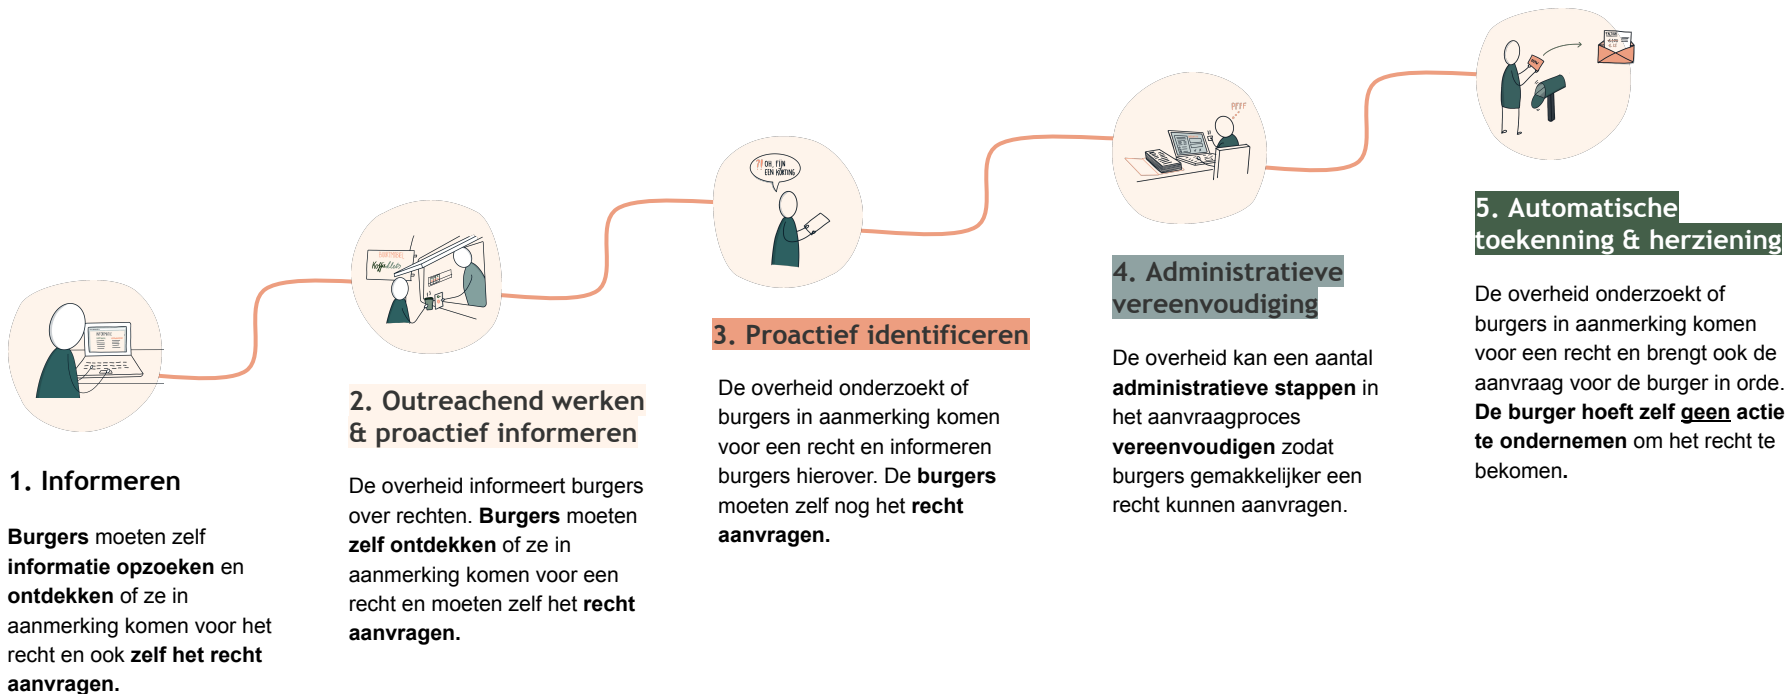 1. Informeren
Burgers moeten zelf
informatie opzoeken en
ontdekken of ze in
aanmerking komen voor het
recht en ook zelf het recht
aanvragen.
2. Outreachend werken
& proactief informeren
De overheid informeert burgers
over rechten. Burgers moeten
zelf ontdekken of ze in
aanmerking komen voor een
recht en moeten zelf het recht
aanvragen.
?! OH, FIJN
EEN KORTING
3. Proactief identificeren
De overheid onderzoekt of
burgers in aanmerking komen
voor een recht en informeren
burgers hierover. De burgers
moeten zelf nog het recht
aanvragen.
PFFF
4. Administratieve
vereenvoudiging
De overheid kan een aantal
administratieve stappen in
het aanvraagproces
vereenvoudigen zodat
burgers gemakkelijker een
recht kunnen aanvragen.
5. Automatische
toekenning & herziening
De overheid onderzoekt of
burgers in aanmerking komen
voor een recht en brengt ook de
aanvraag voor de burger in orde.
De burger hoeft zelf geen actie
te ondernemen om het recht te
bekomen.